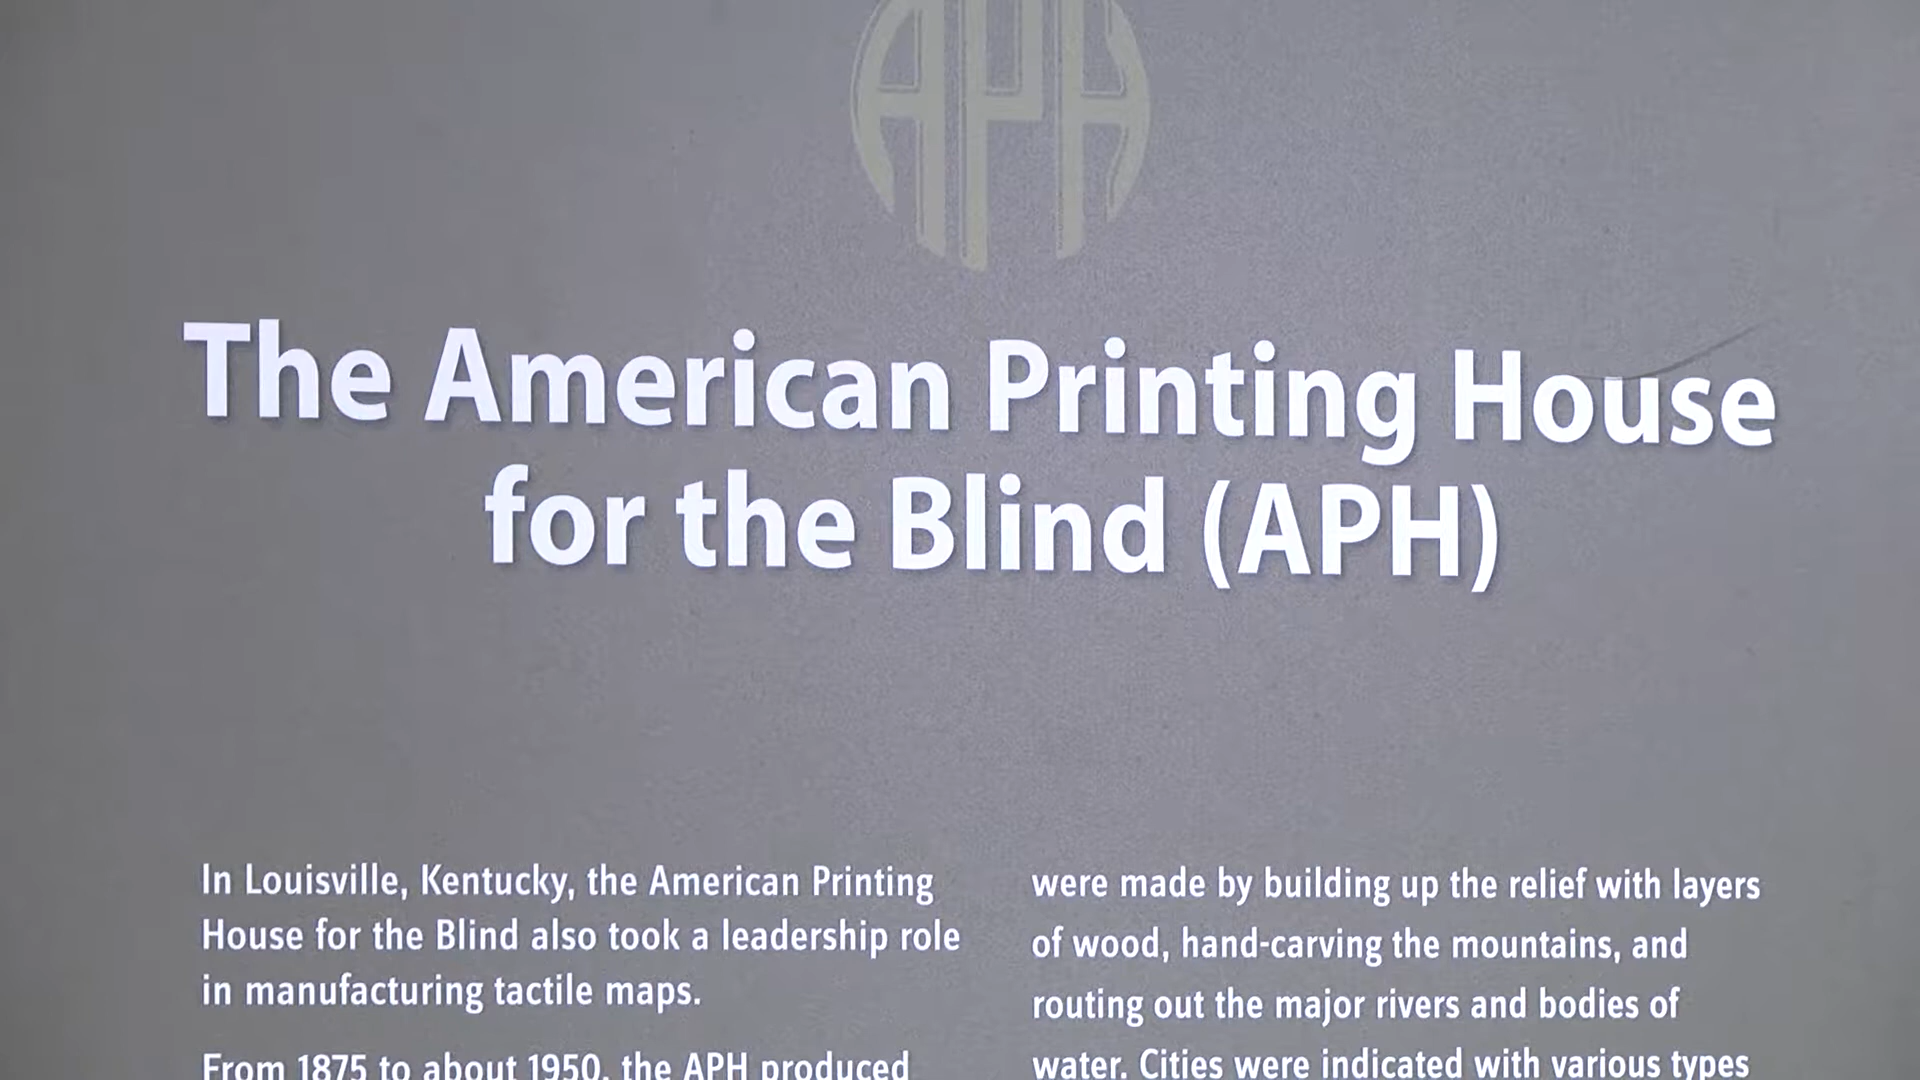 APH
The American Printing House
for the Blind (APH)
In Louisville, Kentucky, the American Printing
House for the Blind also took a leadership role
in manufacturing tactile maps.
From 1875 to about 1950, the APH produced
were made by building up the relief with layers
of wood, hand-carving the mountains, and
routing out the major rivers and bodies of
water. Cities were indicated with various types